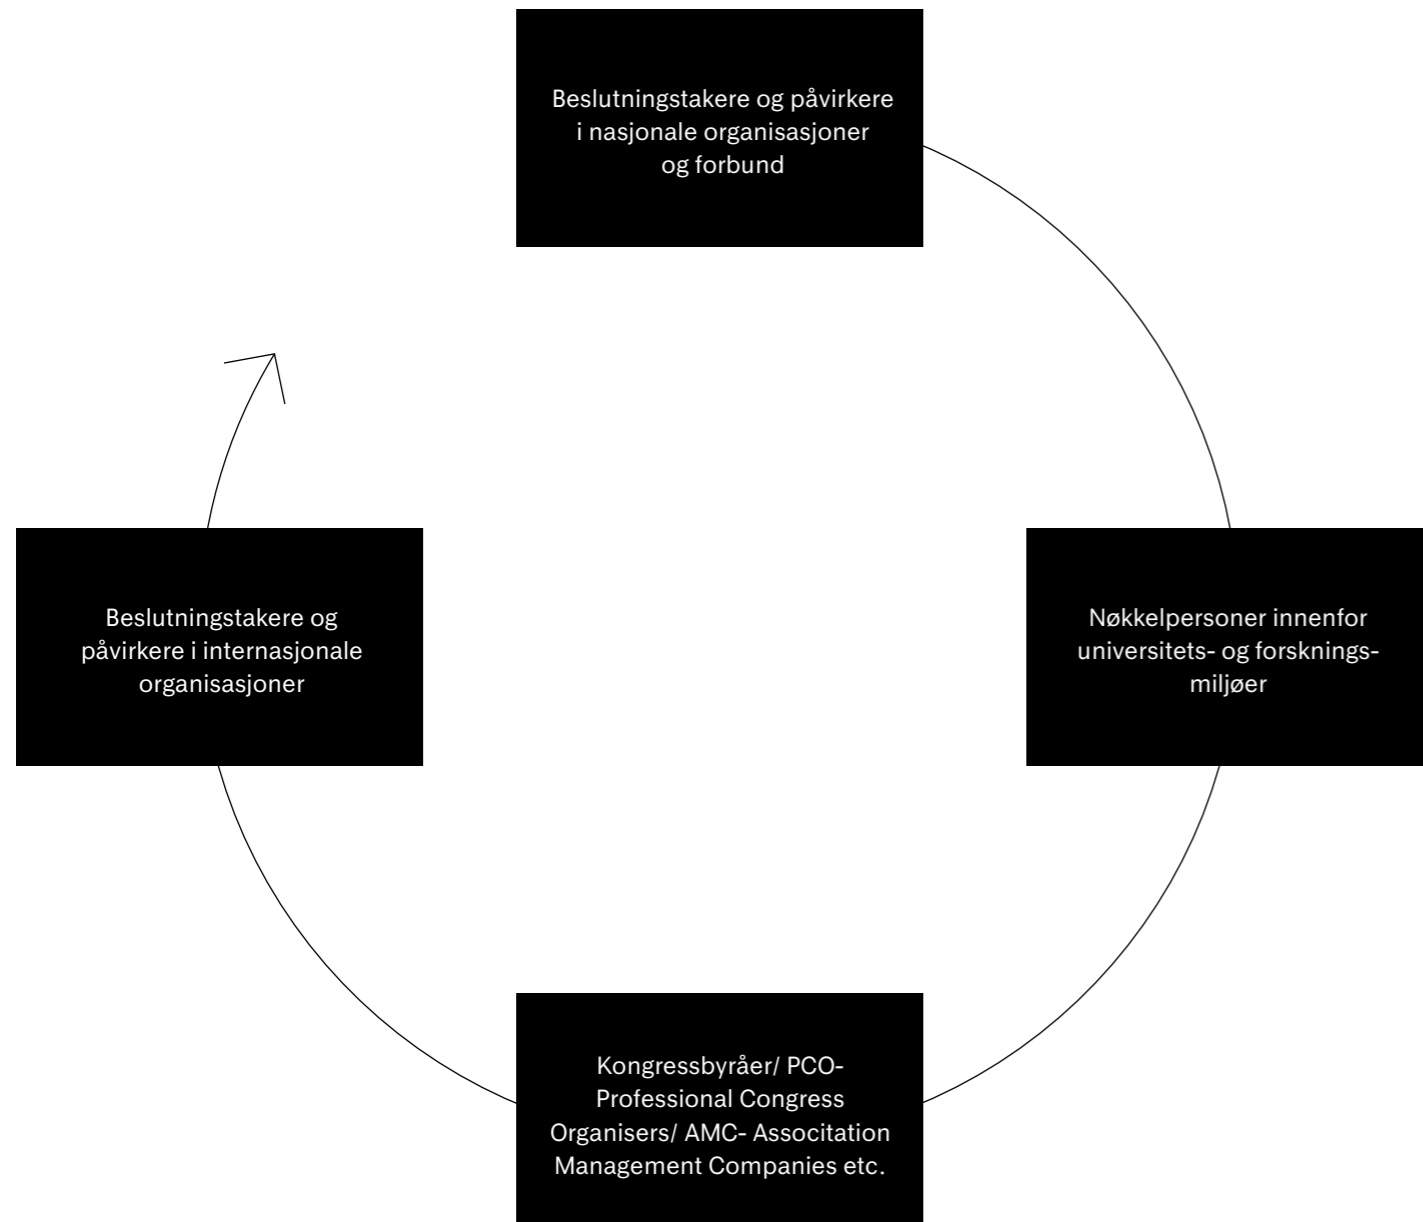 Beslutningstakere og påvirkere
i nasjonale organisasjoner
og forbund
Beslutningstakere og
påvirkere i internasjonale
organisasjoner
Nøkkelpersoner innenfor
universitets- og forsknings-
miljøer
Kongressbyråer/ PCO-
Professional Congress
Organisers/ AMC- Associtation
Management Companies etc.